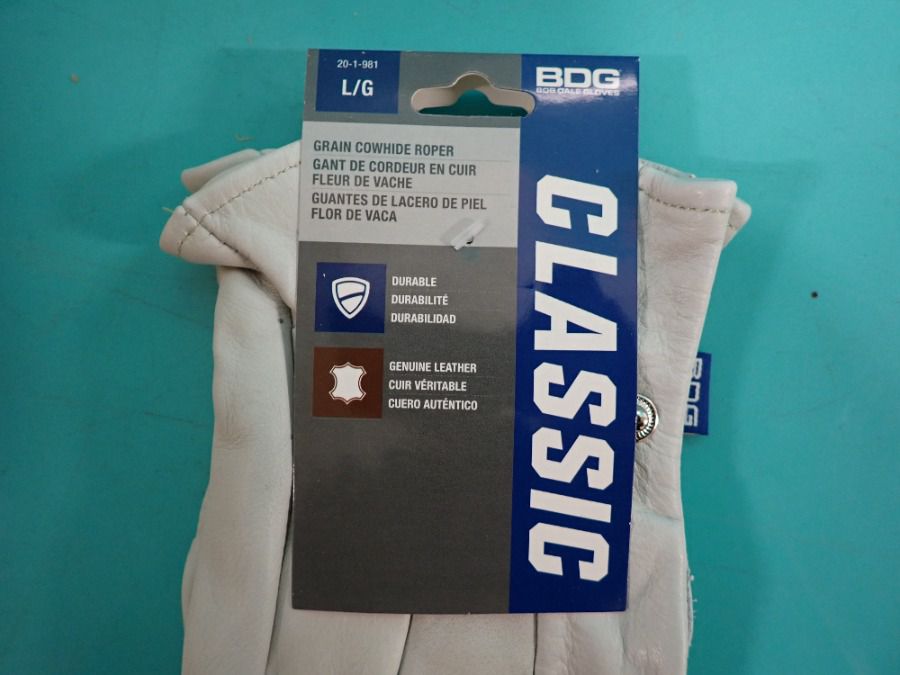 20-1-981
L/G
BDG
BOB DALE GLOVES
GRAIN COWHIDE ROPER
GANT DE CORDEUR EN CUIR
FLEUR DE VACHE
GUANTES DE LACERO DE PIEL
FLOR DE VACA
DURABLE
DURABILITÉ
DURABILIDAD
GENUINE LEATHER
CUIR VÉRITABLE
CUERO AUTÉNTICO
CLASSIC
BDG